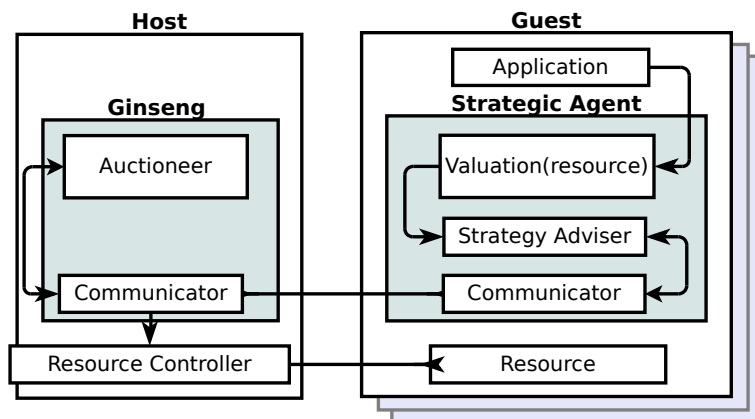 Host
Ginseng
Auctioneer
Communicator
Resource Controller
Guest
Application
Strategic Agent
Valuation(resource)
Strategy Adviser
Communicator
Resource